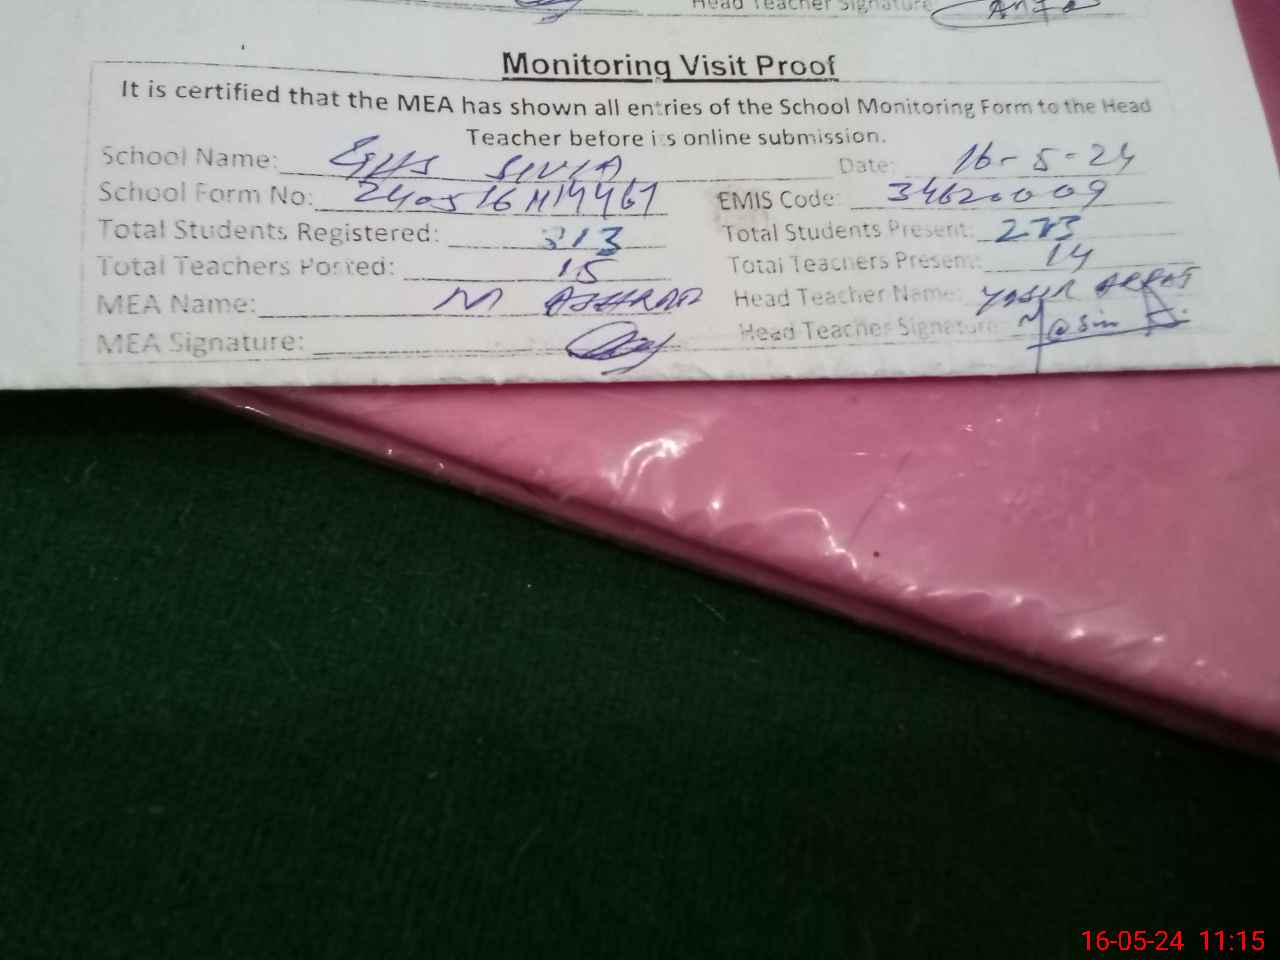 Head Teacher Signature
Monitoring Visit Proof
It is certified that the MEA has shown all entries of the School Monitoring Form to the Head
Teacher before its online submission.
School Name: GHS Date: 16-5-24
School Form No: EMIS Code: 34620009
Total Students Registered: 313 Total Students Present:
Total Teachers Posted: 15 Total Teachers Present: 14
MEA Name: M ASHRAF Head Teacher Name: YASIR ARFAT
MEA Signature: Head Teacher Signature:
16-05-24 11:15